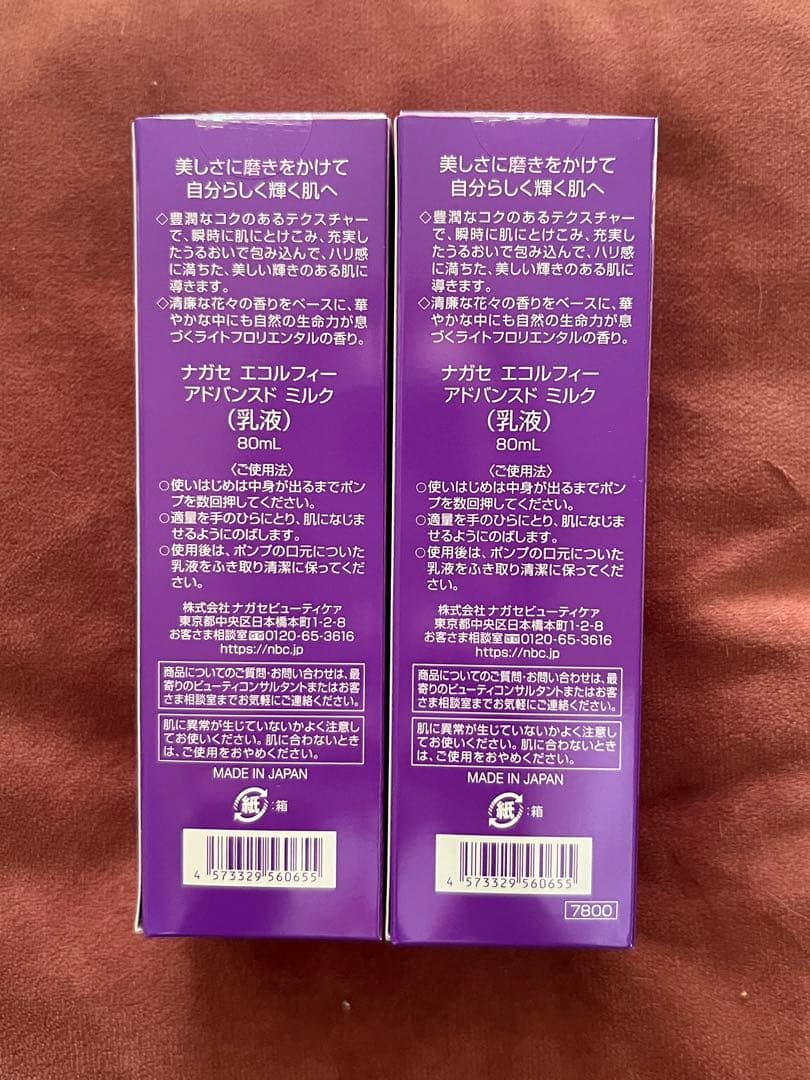 美しさに磨きをかけて
自分らしく輝く肌へ
◇豊潤なコクのあるテクスチャー
で、瞬時に肌にとけこみ、充実し
たうるおいで包み込んで、ハリ感
に満ちた、美しい輝きのある肌に
導きます。
◇清廉な花々の香りをベースに、華
やかな中にも自然の生命力が息
づくライトフロリエンタルの香り。
ナガセ エコルフィー
アドバンスド ミルク
(乳液)
80mL
〈ご使用法〉
○使いはじめは中身が出るまでポン
プを数回押してください。
○適量を手のひらにとり、肌になじま
せるようにのばします。
○使用後は、ポンプの口元についた
乳液をふき取り清潔に保ってくだ
さい。
株式会社 ナガセビューティケァ
東京都中央区日本橋本町1-2-8
お客さま相談室 0120-65-3616
https://nbc.jp
商品についてのご質問・お問い合わせは、最
寄りのビューティコンサルタントまたはお客
さま相談室までお気軽にご連絡ください。
肌に異常が生じていないかよく注意し
てお使いください。肌に合わないとき
は、ご使用をおやめください。
MADE IN JAPAN
紙:箱
4 573329 560655
美しさに磨きをかけて
自分らしく輝く肌へ
◇豊潤なコクのあるテクスチャー
で、瞬時に肌にとけこみ、充実し
たうるおいで包み込んで、ハリ感
に満ちた、美しい輝きのある肌に
導きます。
◇清廉な花々の香りをベースに、華
やかな中にも自然の生命力が息
づくライトフロリエンタルの香り。
ナガセ エコルフィー
アドバンスド ミルク
(乳液)
80mL
〈ご使用法〉
○使いはじめは中身が出るまでポン
プを数回押してください。
○適量を手のひらにとり、肌になじま
せるようにのばします。
○使用後は、ポンプの口元についた
乳液をふき取り清潔に保ってくだ
さい。
株式会社 ナガセビューティケァ
東京都中央区日本橋本町1-2-8
お客さま相談室 0120-65-3616
https://nbc.jp
商品についてのご質問・お問い合わせは、最
寄りのビューティコンサルタントまたはお客
さま相談室までお気軽にご連絡ください。
肌に異常が生じていないかよく注意し
てお使いください。肌に合わないとき
は、ご使用をおやめください。
MADE IN JAPAN
紙:箱
4 573329 560655
7800